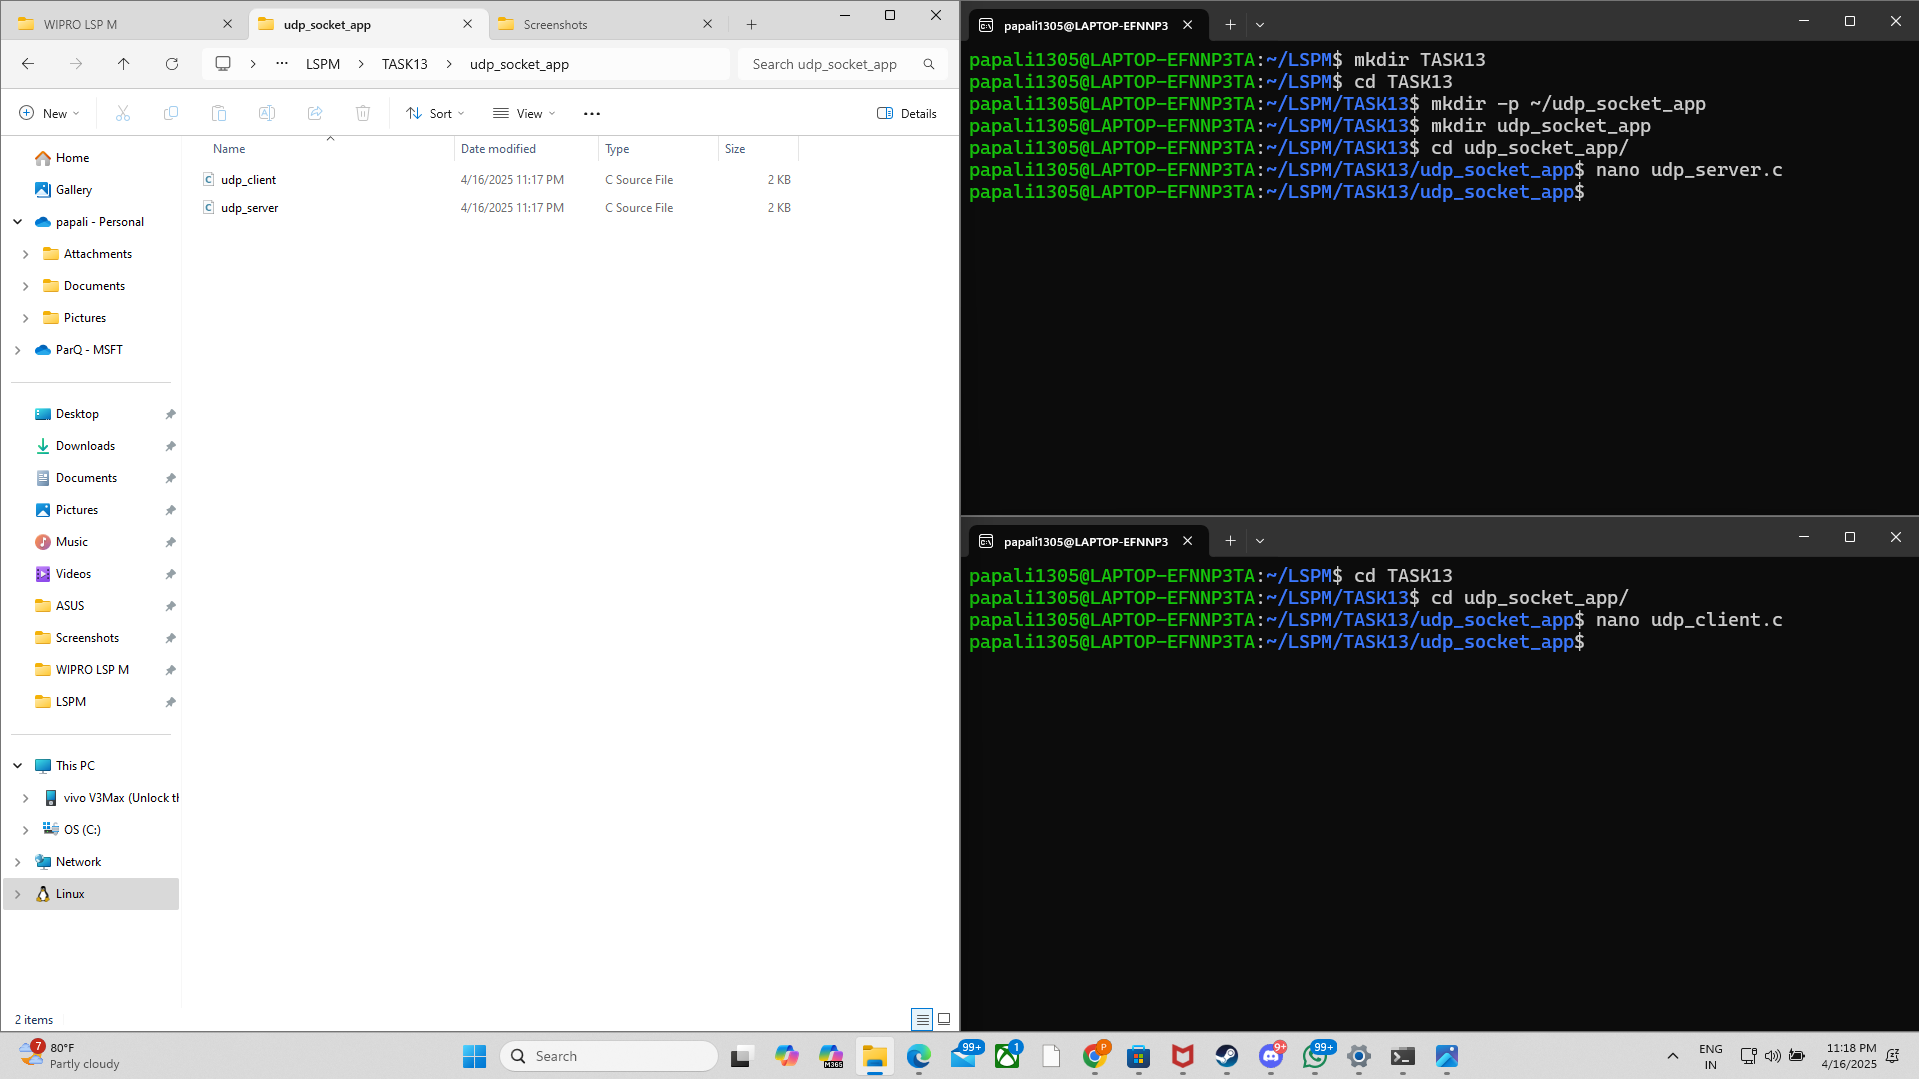 WIPRO LSP M
udp_socket_app
Screenshots
LSPM
TASK13
udp_socket_app
Search udp_socket_app
New
Sort
View
Details
Name
Date modified
Type
Size
udp_client
4/16/2025 11:17 PM
C Source File
2 KB
udp_server
4/16/2025 11:17 PM
C Source File
2 KB
Home
Gallery
papali - Personal
Attachments
Documents
Pictures
ParQ - MSFT
Desktop
Downloads
Documents
Pictures
Music
Videos
ASUS
Screenshots
WIPRO LSP M
LSPM
This PC
vivo V3Max (Unlock th
OS (C:)
Network
Linux
2 items
papali1305@LAPTOP-EFNNP3
papali1305@LAPTOP-EFNNP3TA:~/LSPM$ mkdir TASK13
papali1305@LAPTOP-EFNNP3TA:~/LSPM$ cd TASK13
papali1305@LAPTOP-EFNNP3TA:~/LSPM/TASK13$ mkdir -p ~/udp_socket_app
papali1305@LAPTOP-EFNNP3TA:~/LSPM/TASK13$ mkdir udp_socket_app
papali1305@LAPTOP-EFNNP3TA:~/LSPM/TASK13$ cd udp_socket_app/
papali1305@LAPTOP-EFNNP3TA:~/LSPM/TASK13/udp_socket_app$ nano udp_server.c
papali1305@LAPTOP-EFNNP3TA:~/LSPM/TASK13/udp_socket_app$
papali1305@LAPTOP-EFNNP3
papali1305@LAPTOP-EFNNP3TA:~/LSPM$ cd TASK13
papali1305@LAPTOP-EFNNP3TA:~/LSPM/TASK13$ cd udp_socket_app/
papali1305@LAPTOP-EFNNP3TA:~/LSPM/TASK13/udp_socket_app$ nano udp_client.c
papali1305@LAPTOP-EFNNP3TA:~/LSPM/TASK13/udp_socket_app$
7
80°F
Partly cloudy
Search
M365
99+
1
P
9+
99+
ENG
IN
11:18 PM
4/16/2025